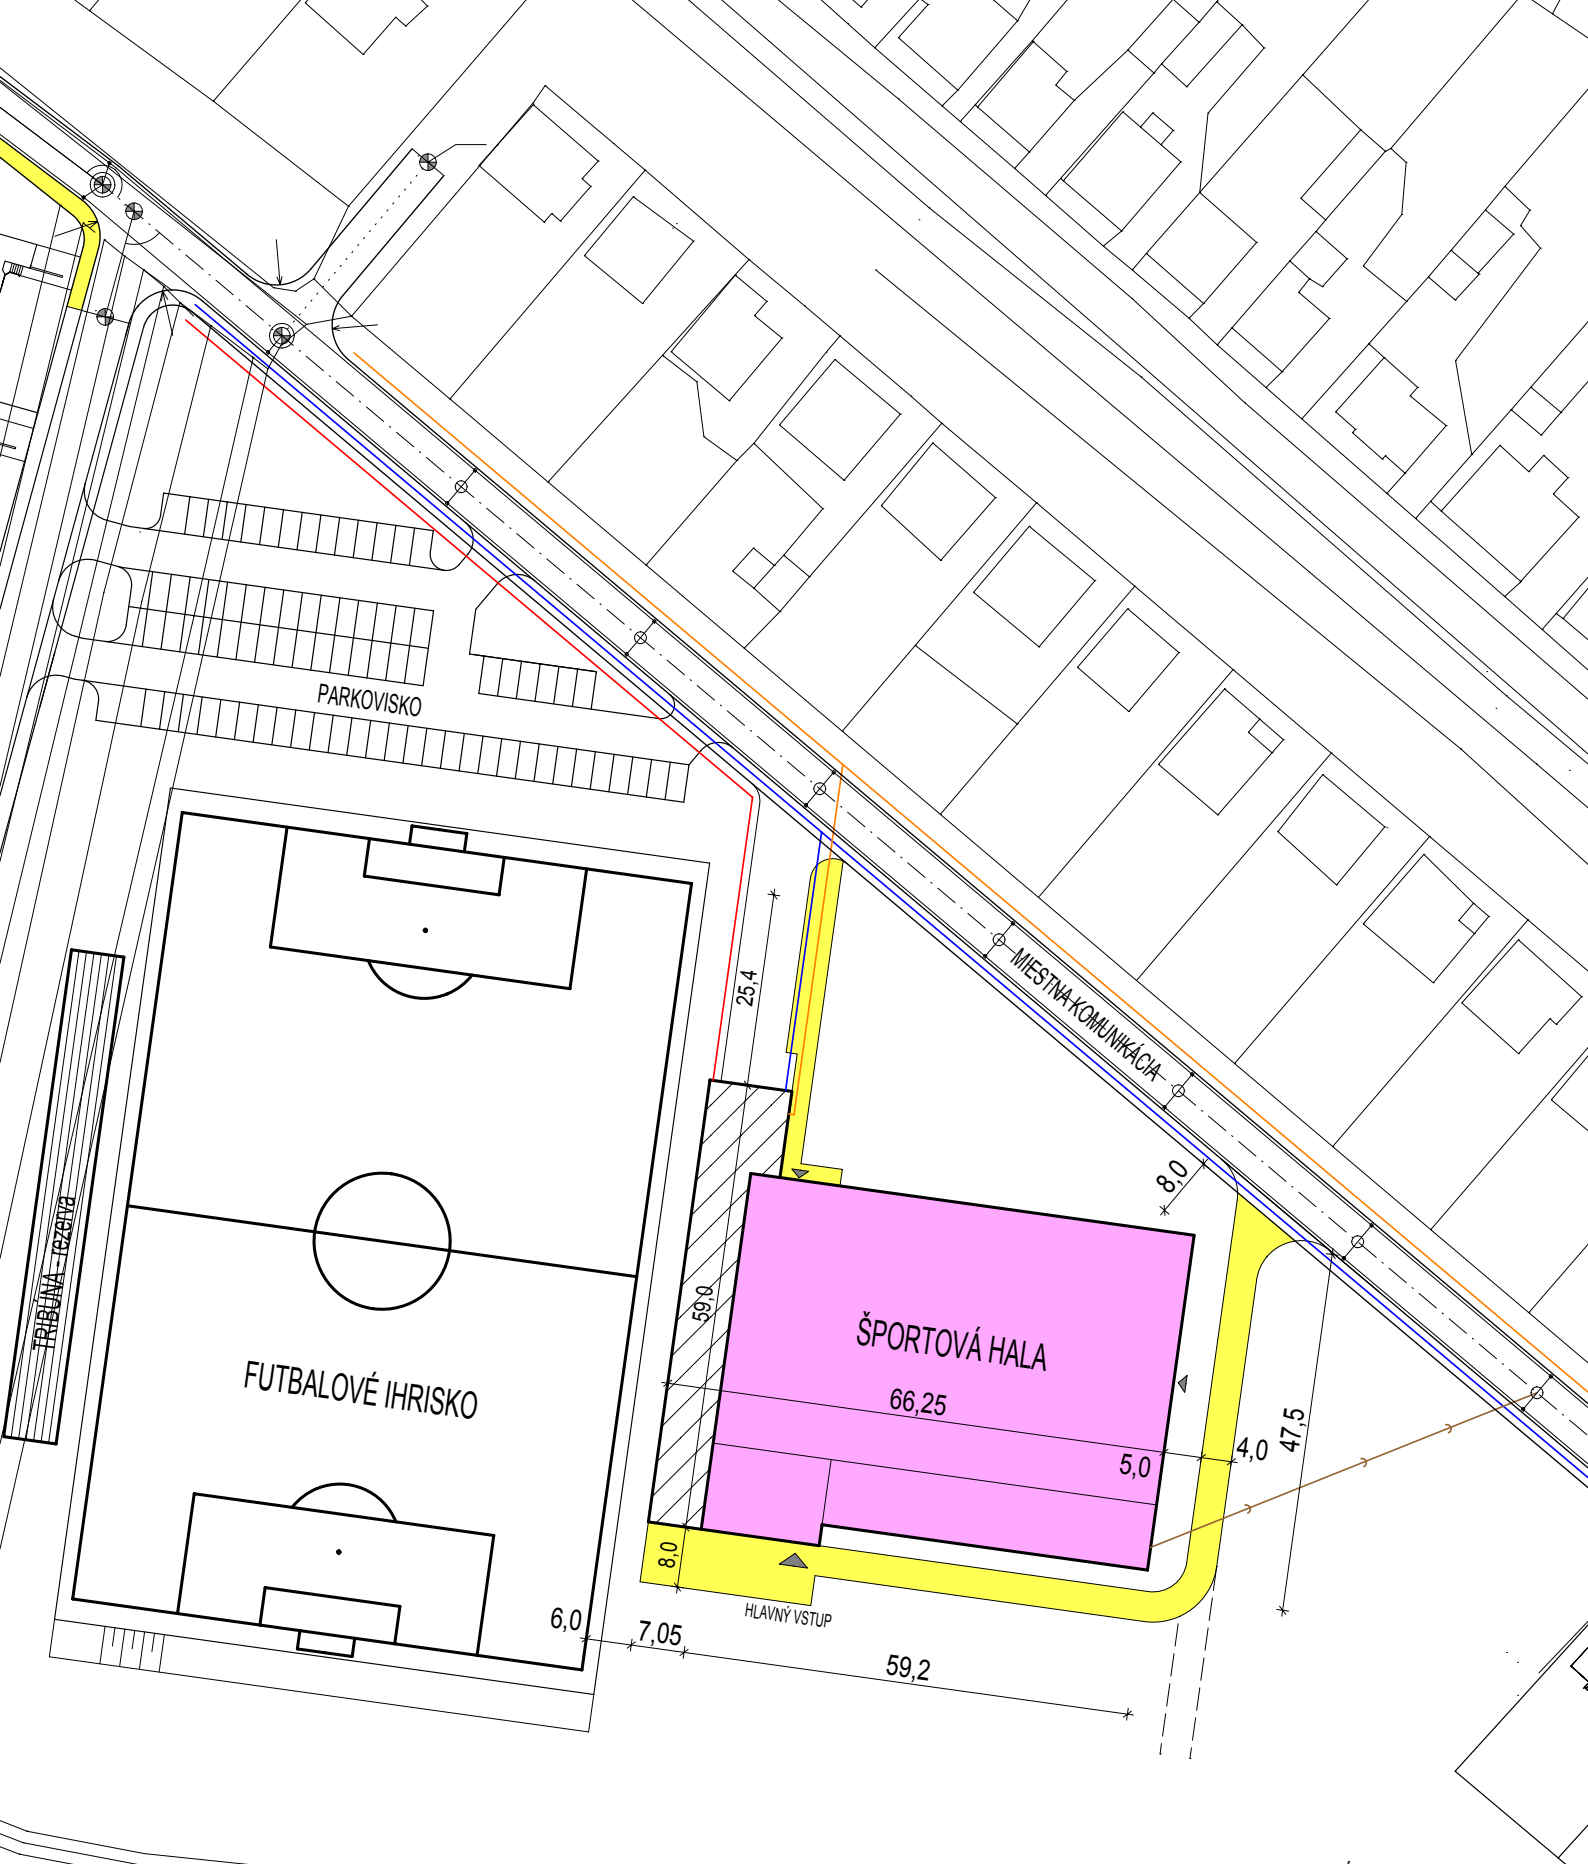 PARKOVISKO
25,4
MIESTNA KOMUNIKÁCIA
8,0
TRIBÚNA - rezerva
59,0
ŠPORTOVÁ HALA
FUTBALOVÉ IHRISKO
66,25
47,5
5,0
4,0
8,0
HLAVNÝ VSTUP
6,0
7,05
59,2